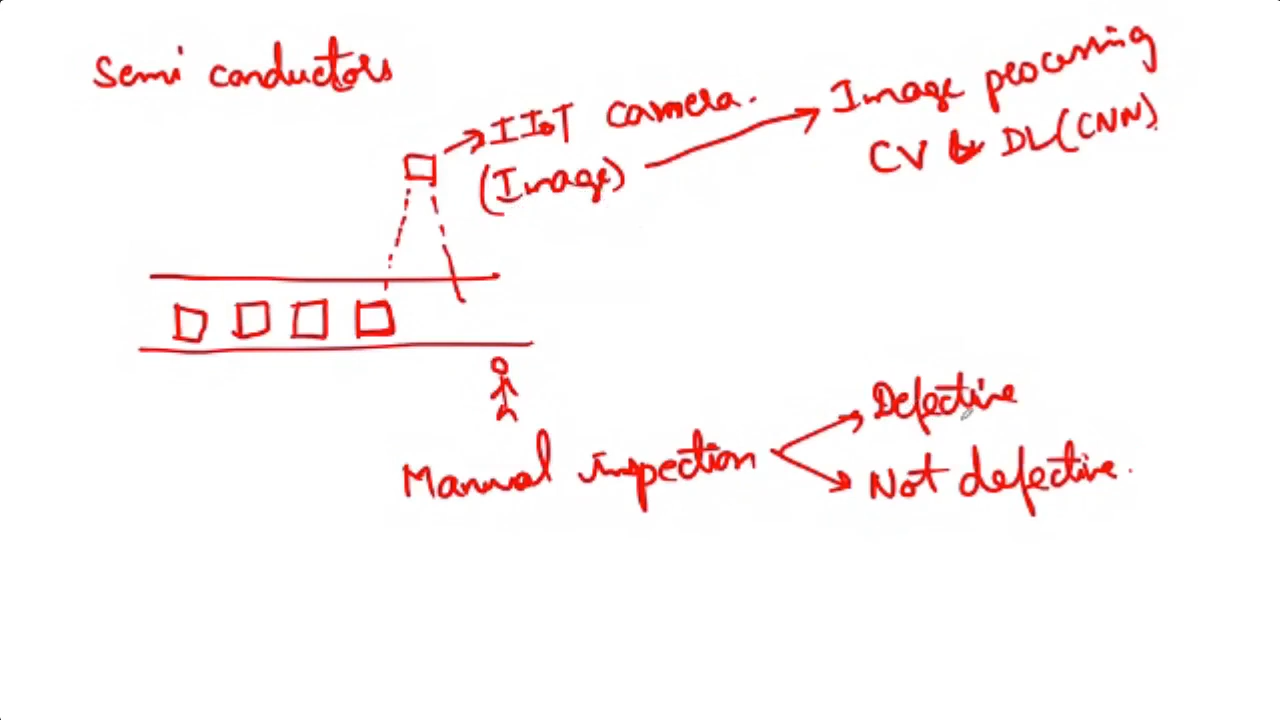 Semi conductors
IIoT camera.
(Image)
Image processing
CV & DL (CNN)
Manual inspection
Defective
Not defective.